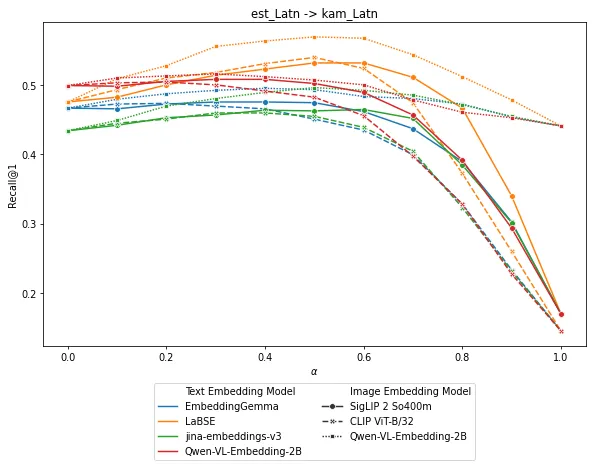 est_Latn -> kam_Latn
Recall@1
0.5
0.4
0.3
0.2
0.0 0.2 0.4 0.6 0.8 1.0
α
Text Embedding Model
EmbeddingGemma
LaBSE
jina-embeddings-v3
Qwen-VL-Embedding-2B
Image Embedding Model
SigLIP 2 So400m
CLIP ViT-B/32
Qwen-VL-Embedding-2B